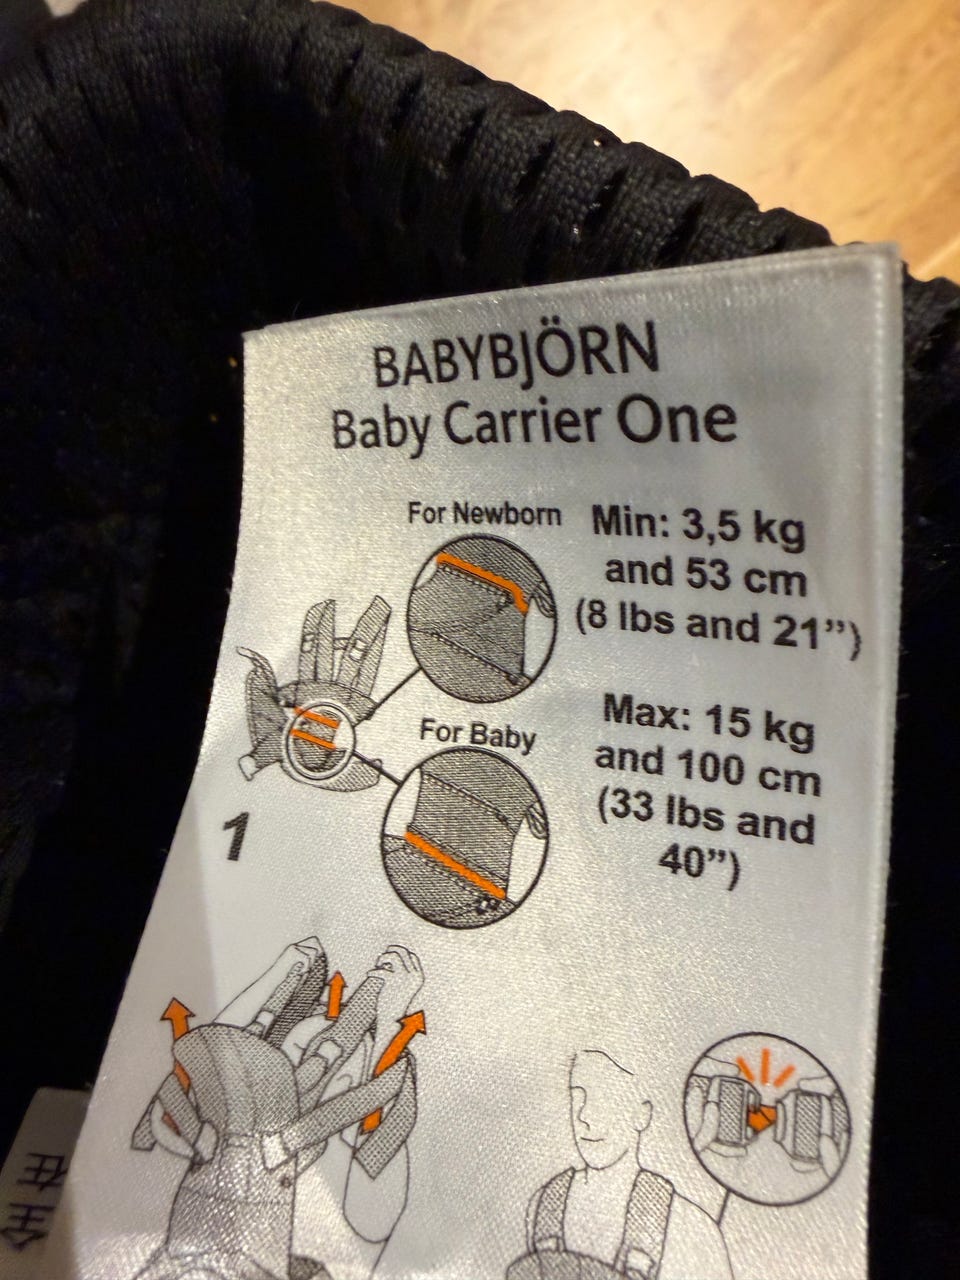 BABYBJÖRN
Baby Carrier One
For Newborn
Min: 3,5 kg
and 53 cm
(8 lbs and 21”)
For Baby
Max: 15 kg
and 100 cm
(33 lbs and
40”)
1